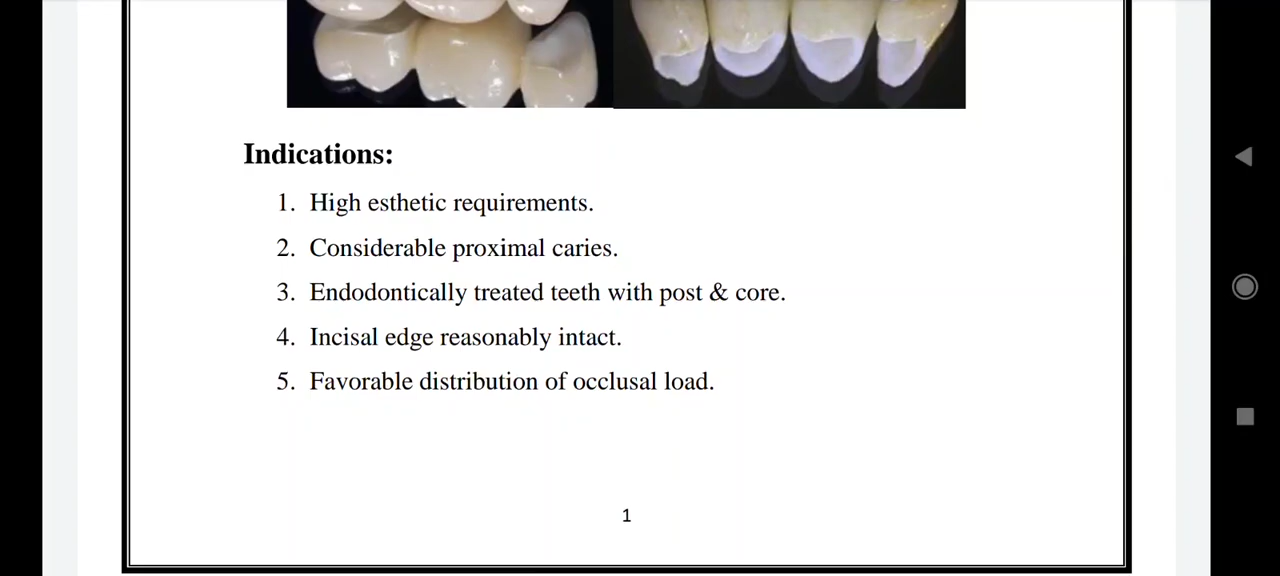 Indications:
1. High esthetic requirements.
2. Considerable proximal caries.
3. Endodontically treated teeth with post & core.
4. Incisal edge reasonably intact.
5. Favorable distribution of occlusal load.
1